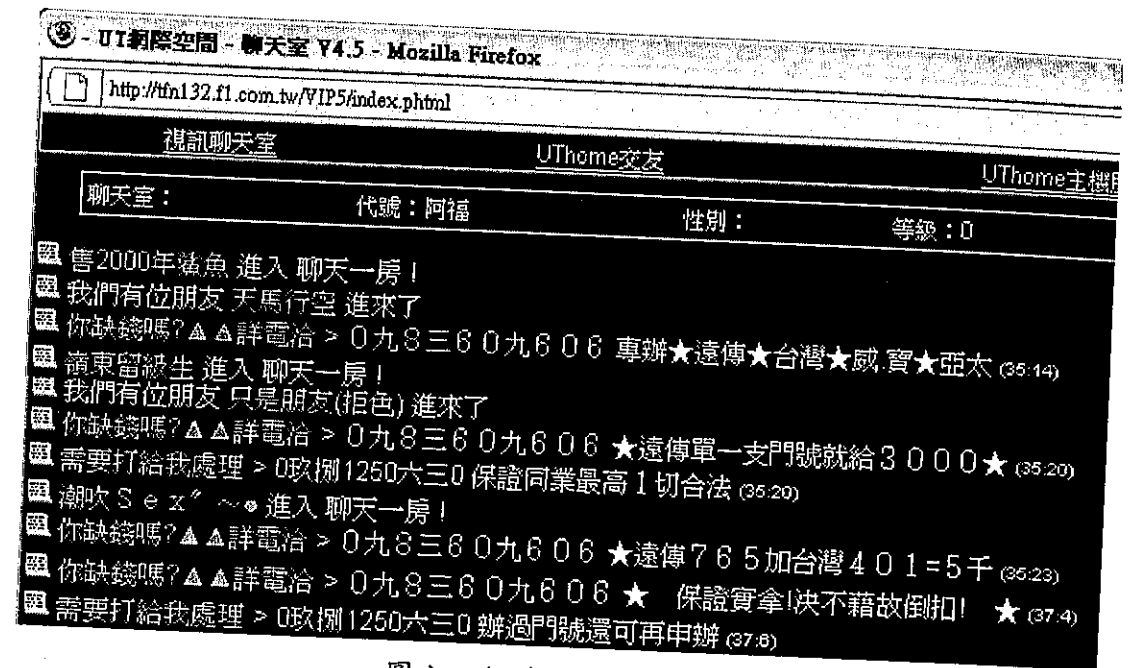 - UT網際空間 - 聊天室 V4.5 - Mozilla Firefox
http://tfn132.f1.com.tw/VIP5/index.phtml
視訊聊天室 UThome交友 UThome主機
聊天室： 代號：阿福 性別： 等級：0
售2000年鯊魚 進入 聊天一房！
我們有位朋友 天馬行空 進來了
你缺錢嗎?▲▲詳電洽 > 0九8三6 0九6 0 6 專辦★遠傳★台灣★威.寶★亞太 (35:14)
嶺東留級生 進入 聊天一房！
我們有位朋友 只是朋友(拒色) 進來了
你缺錢嗎?▲▲詳電洽 > 0九8三6 0九6 0 6 ★遠傳單一支門號就給3 0 0 0★ (35:20)
需要打給我處理 > 0玖捌1250六三0 保證同業最高1切合法 (35:20)
潮吹Ｓｅｘ〞～ 進入 聊天一房！
你缺錢嗎?▲▲詳電洽 > 0九8三6 0九6 0 6 ★遠傳7 6 5加台灣4 0 1=5千 (35:23)
你缺錢嗎?▲▲詳電洽 > 0九8三6 0九6 0 6 ★ 保證實拿!決不藉故倒扣! ★ (37:4)
需要打給我處理 > 0玖捌1250六三0 辦過門號還可再申辦 (37:6)